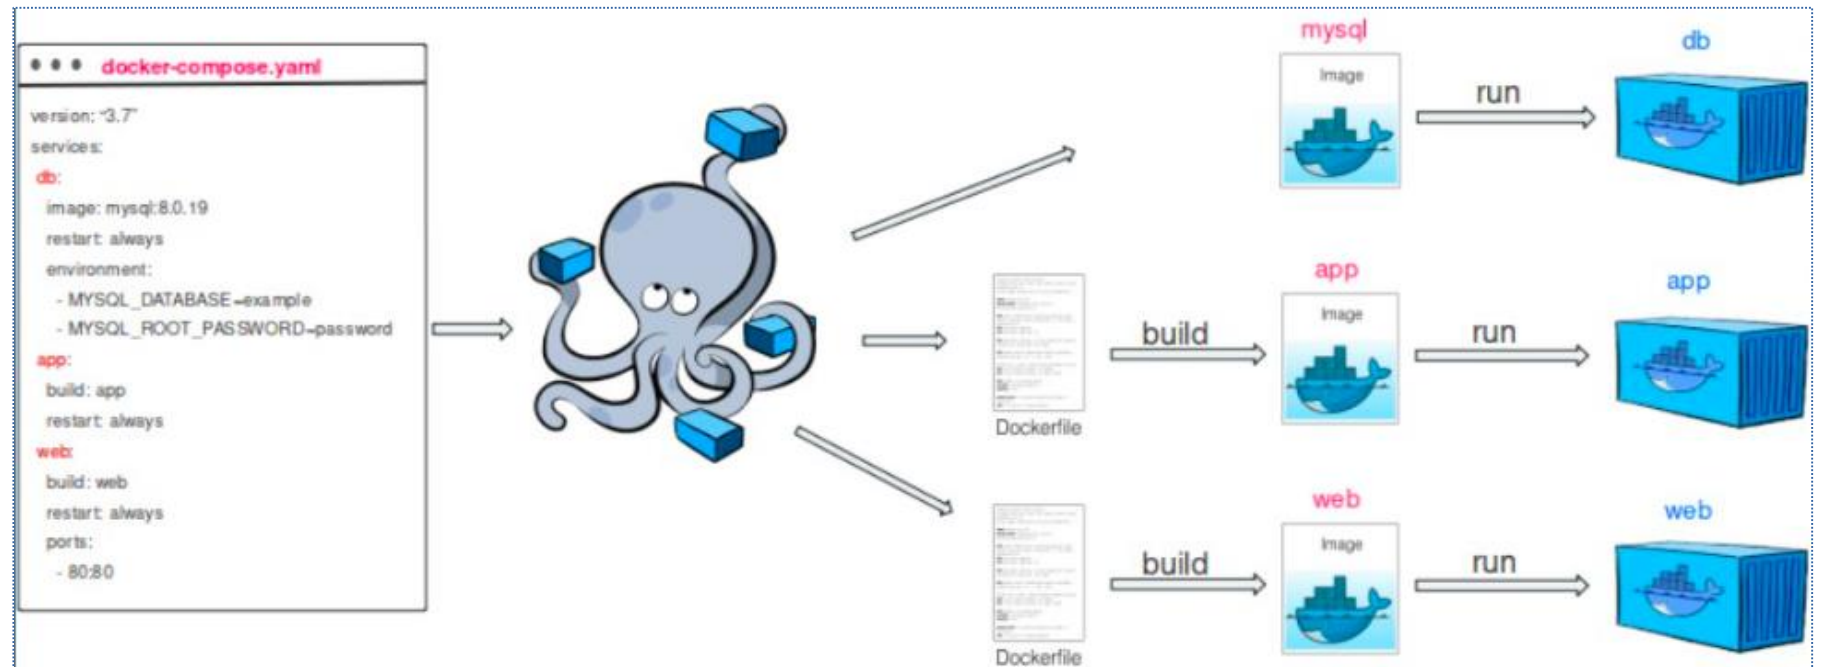 docker-compose.yaml
version: "3.7"
services:
db:
image: mysql:8.0.19
restart: always
environment:
- MYSQL_DATABASE=example
- MYSQL_ROOT_PASSWORD=password
app:
build: app
restart: always
web:
build: web
restart: always
ports:
- 80:80
mysql
Image
run
db
Dockerfile
build
app
Image
run
app
Dockerfile
build
web
Image
run
web